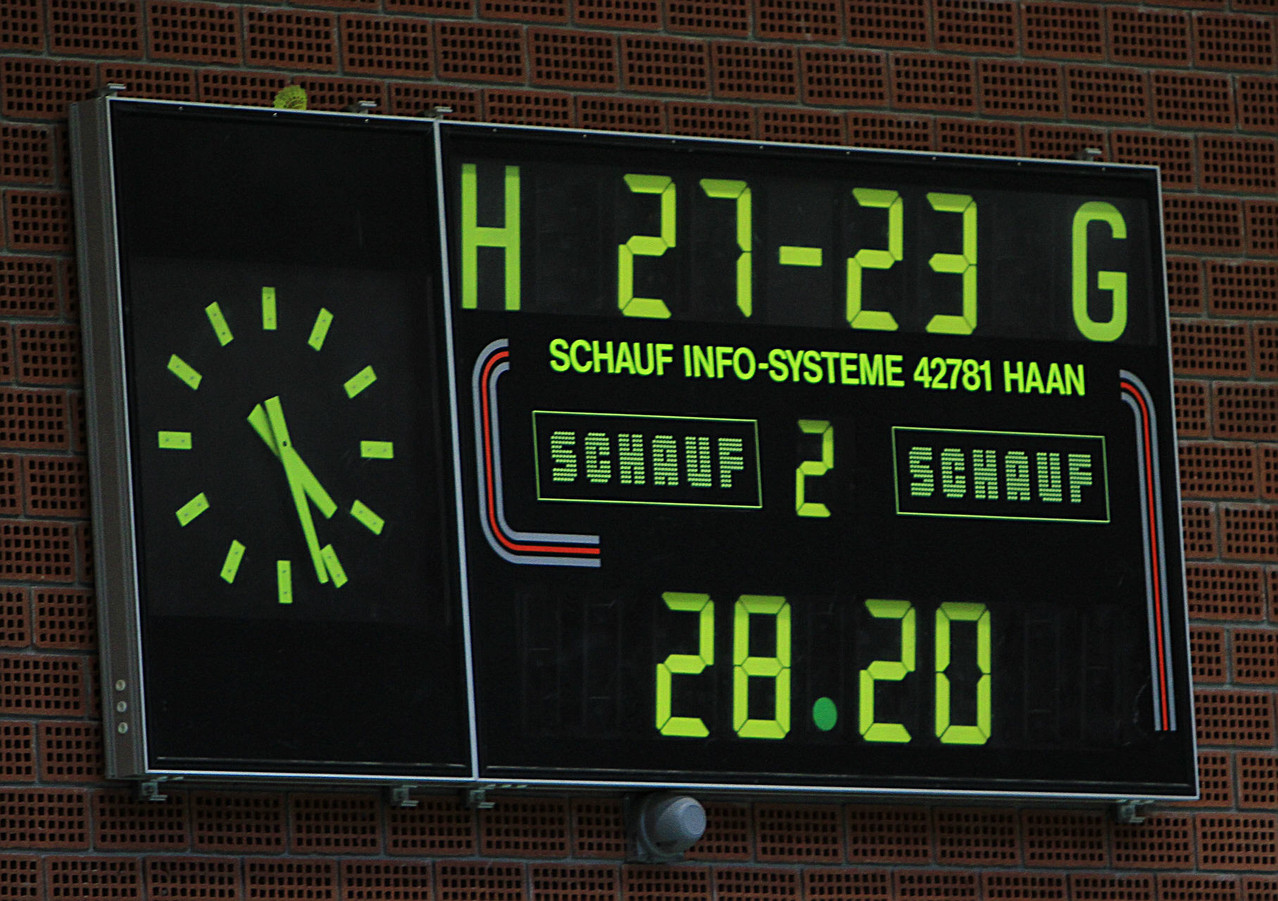 H 27-23 G
SCHAUF INFO-SYSTEME 42781 HAAN
SCHAUF 2 SCHAUF
28.20